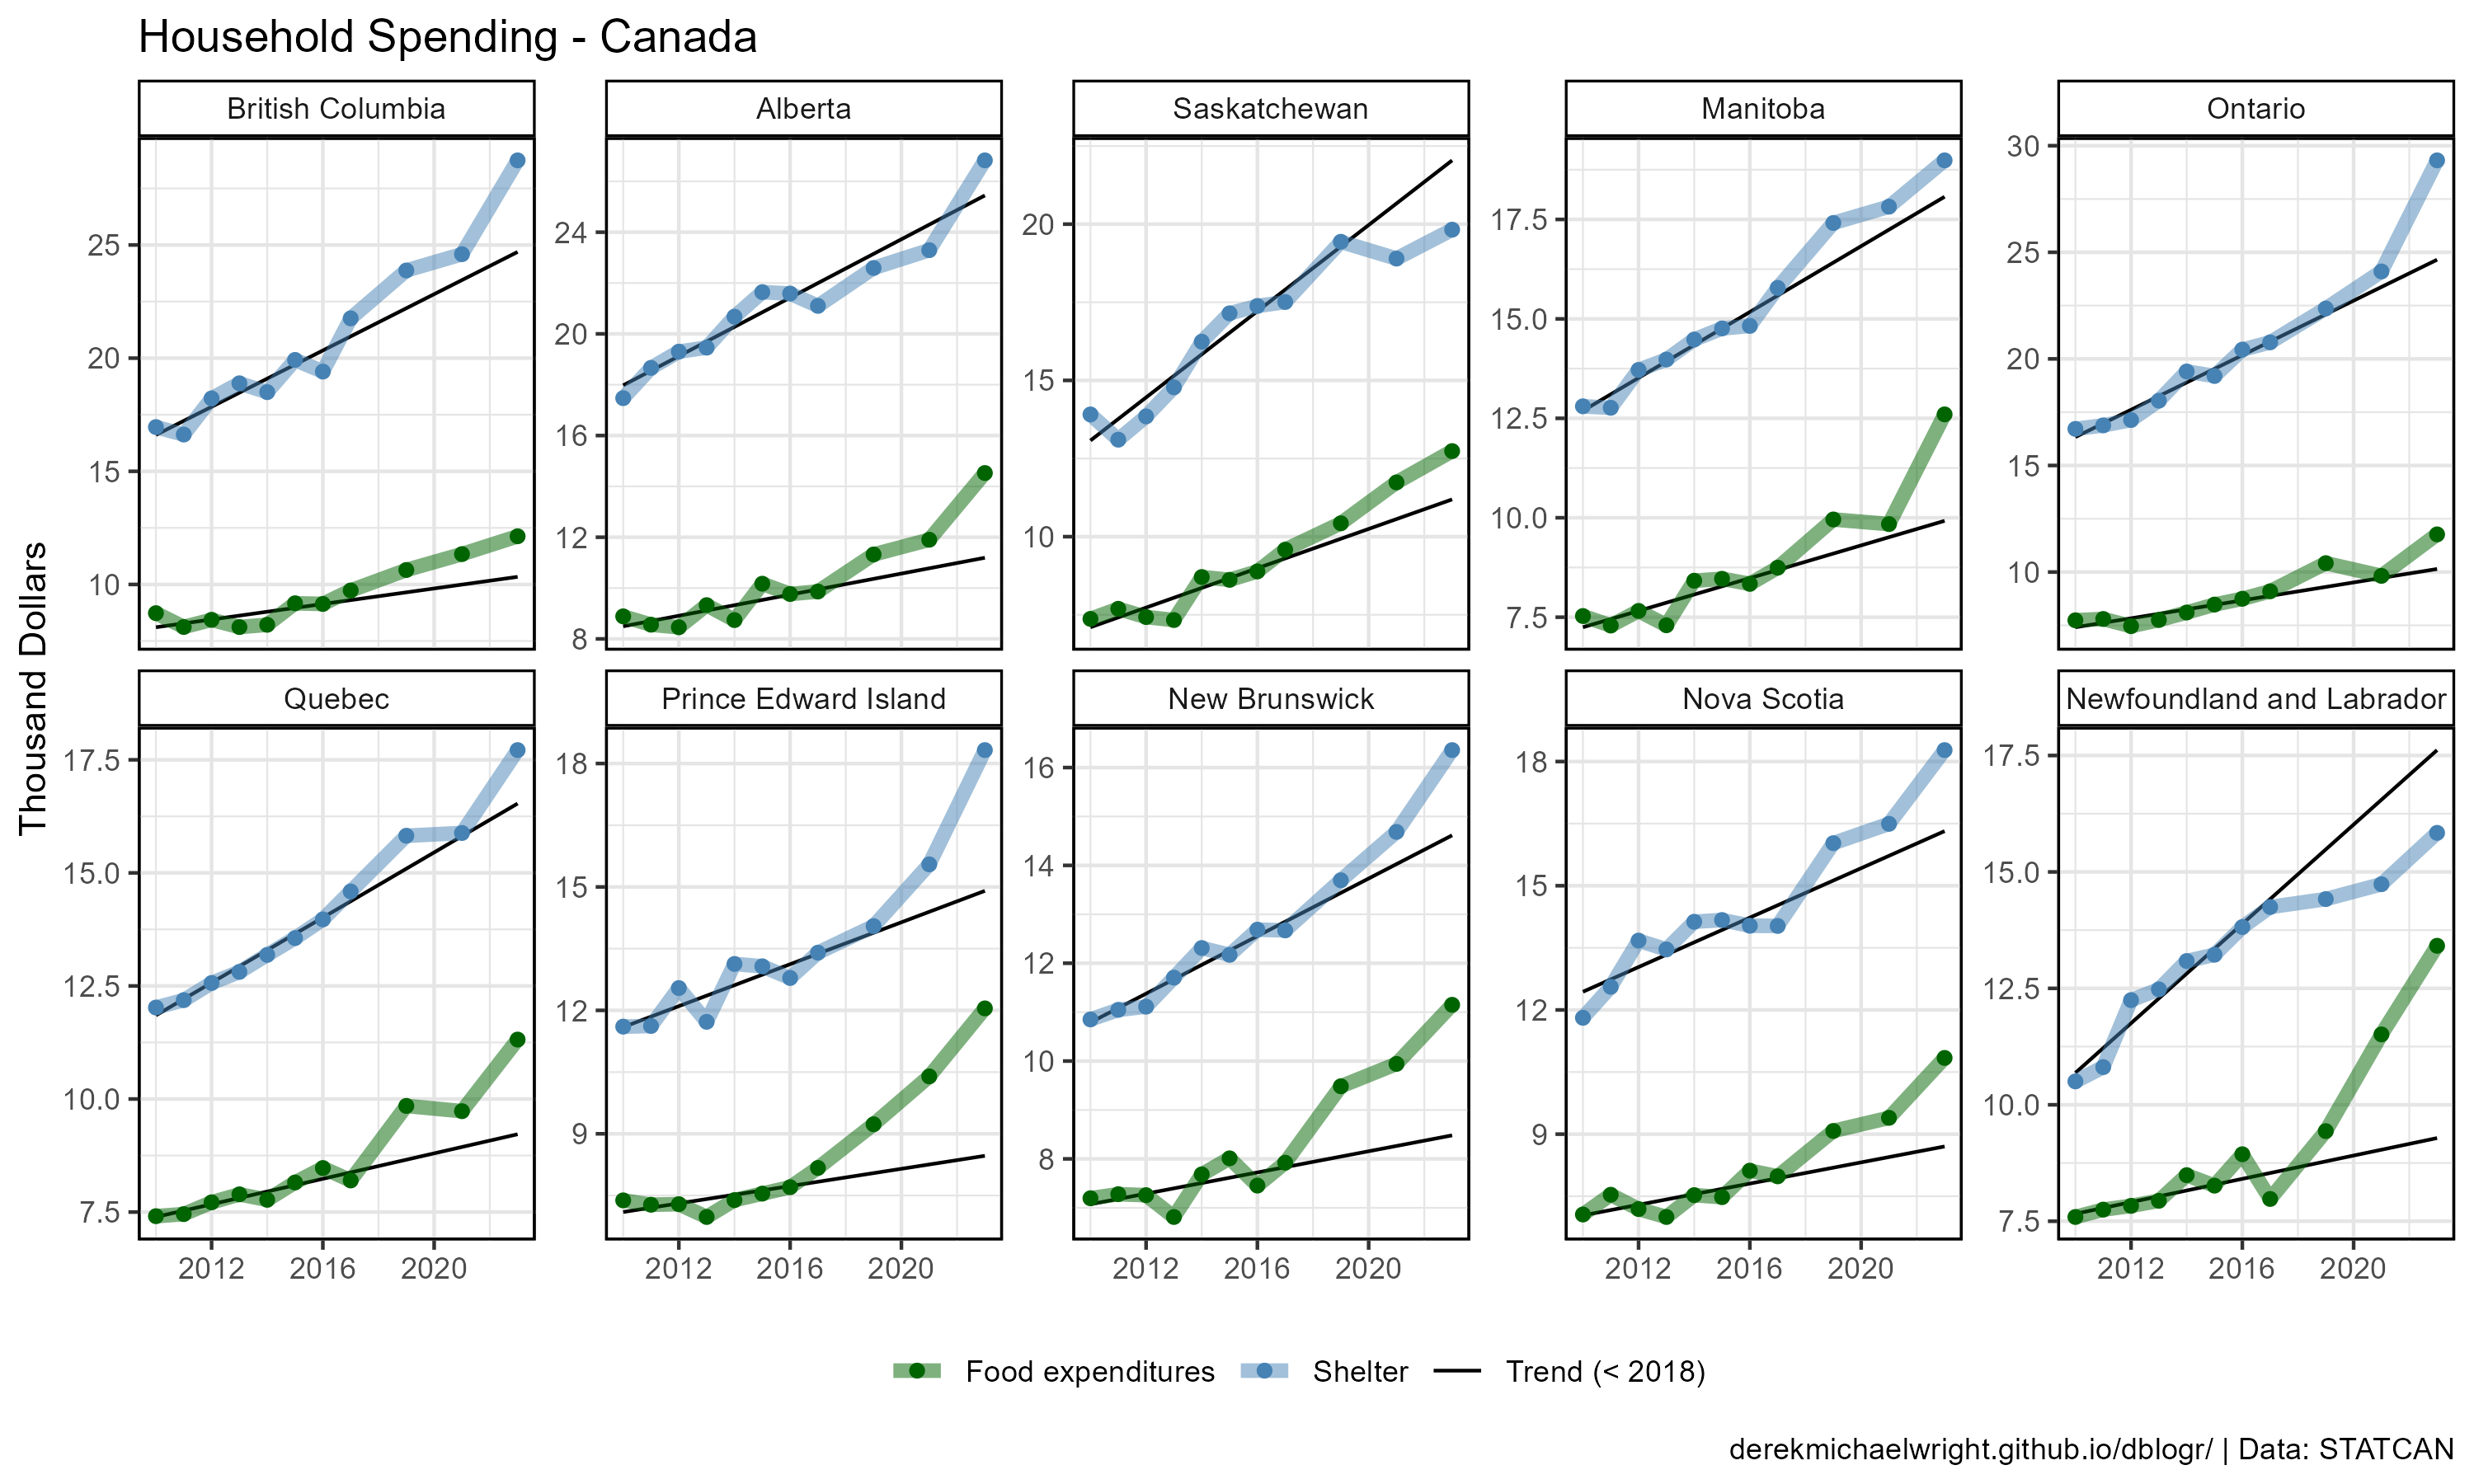 Household Spending - Canada
Thousand Dollars
British Columbia
25
20
15
10
Alberta
24
20
16
12
8
Saskatchewan
20
15
10
Manitoba
17.5
15.0
12.5
10.0
7.5
Ontario
30
25
20
15
10
Quebec
17.5
15.0
12.5
10.0
7.5
2012 2016 2020
Prince Edward Island
18
15
12
9
2012 2016 2020
New Brunswick
16
14
12
10
8
2012 2016 2020
Nova Scotia
18
15
12
9
2012 2016 2020
Newfoundland and Labrador
17.5
15.0
12.5
10.0
7.5
2012 2016 2020
Food expenditures Shelter Trend (< 2018)
derekmichaelwright.github.io/dblogr/ | Data: STATCAN